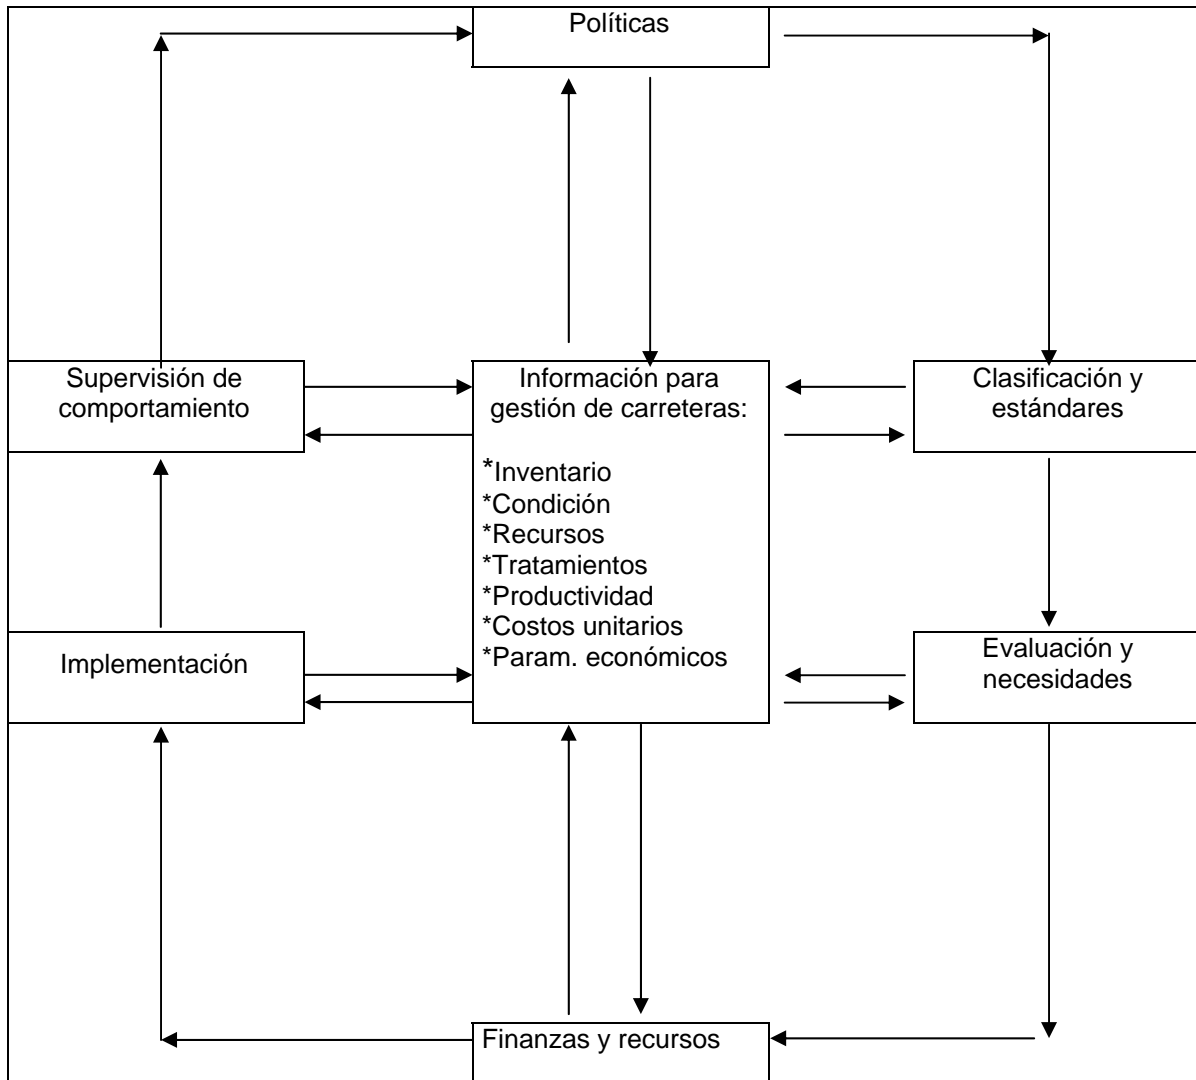 Políticas
Supervisión de
comportamiento
Información para
gestión de carreteras:
*Inventario
*Condición
*Recursos
*Tratamientos
*Productividad
*Costos unitarios
*Param. económicos
Clasificación y
estándares
Implementación
Evaluación y
necesidades
Finanzas y recursos